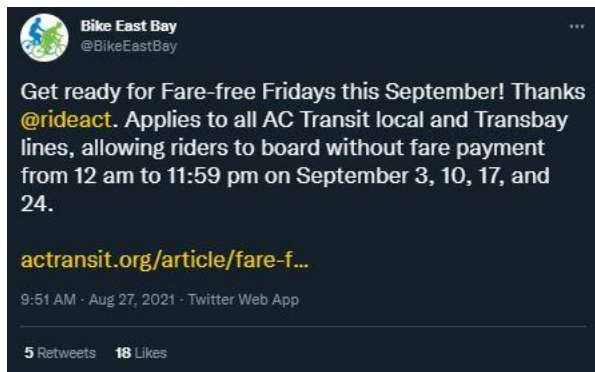 Bike East Bay
@BikeEastBay
Get ready for Fare-free Fridays this September! Thanks
@rideact. Applies to all AC Transit local and Transbay
lines, allowing riders to board without fare payment
from 12 am to 11:59 pm on September 3, 10, 17, and
24.
actransit.org/article/fare-f...
9:51 AM · Aug 27, 2021 · Twitter Web App
5 Retweets 18 Likes